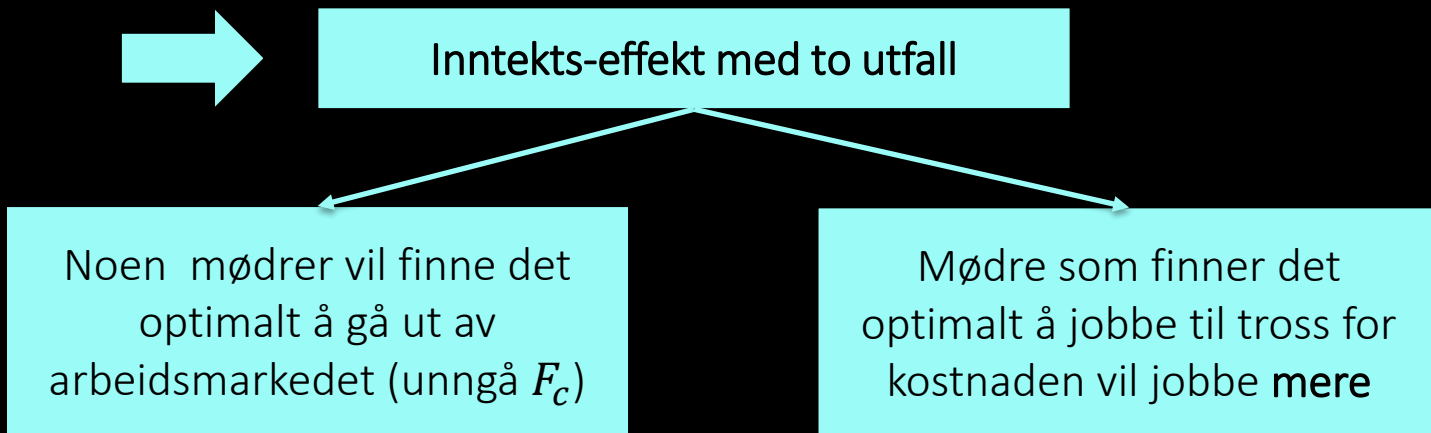 Inntekts-effekt med to utfall
Noen mødrer vil finne det
optimalt å gå ut av
arbeidsmarkedet (unngå F_c)
Mødre som finner det
optimalt å jobbe til tross for
kostnaden vil jobbe mere